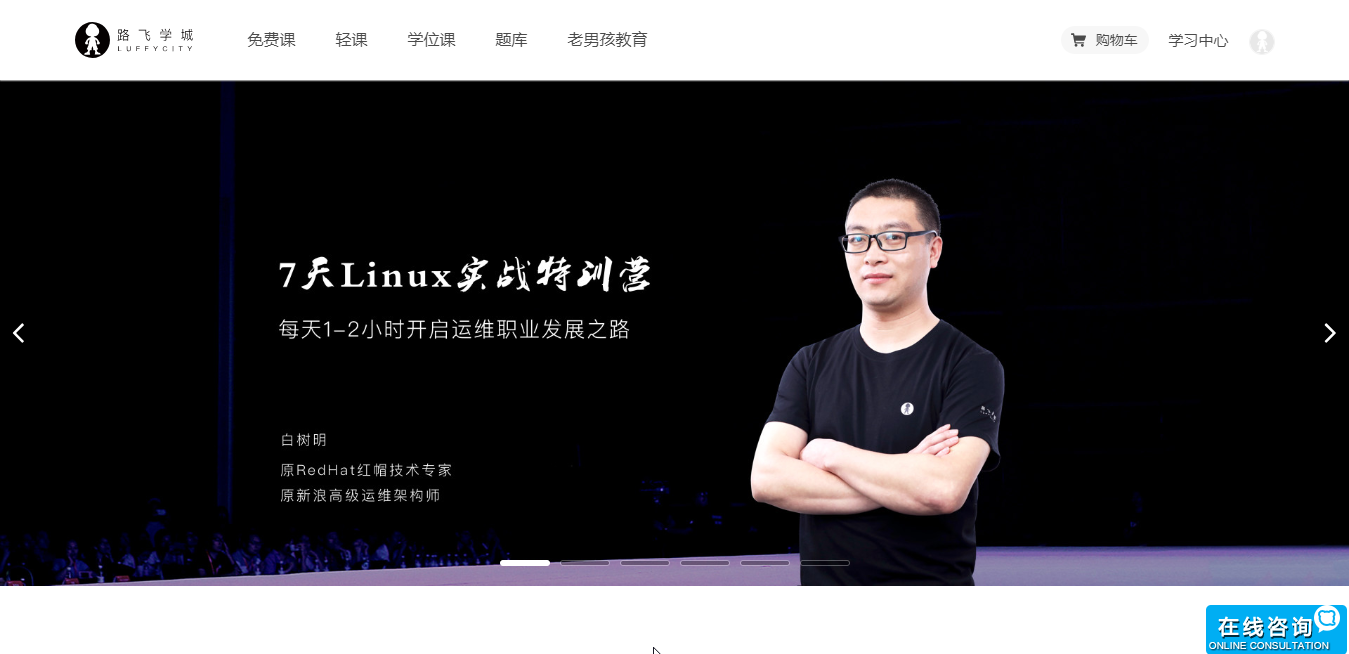 路飞学城
LUFFYCITY
免费课 轻课 学位课 题库 老男孩教育
购物车 学习中心
7天Linux实战特训营
每天1-2小时开启运维职业发展之路
白树明
原RedHat红帽技术专家
原新浪高级运维架构师
在线咨询
ONLINE CONSULTATION